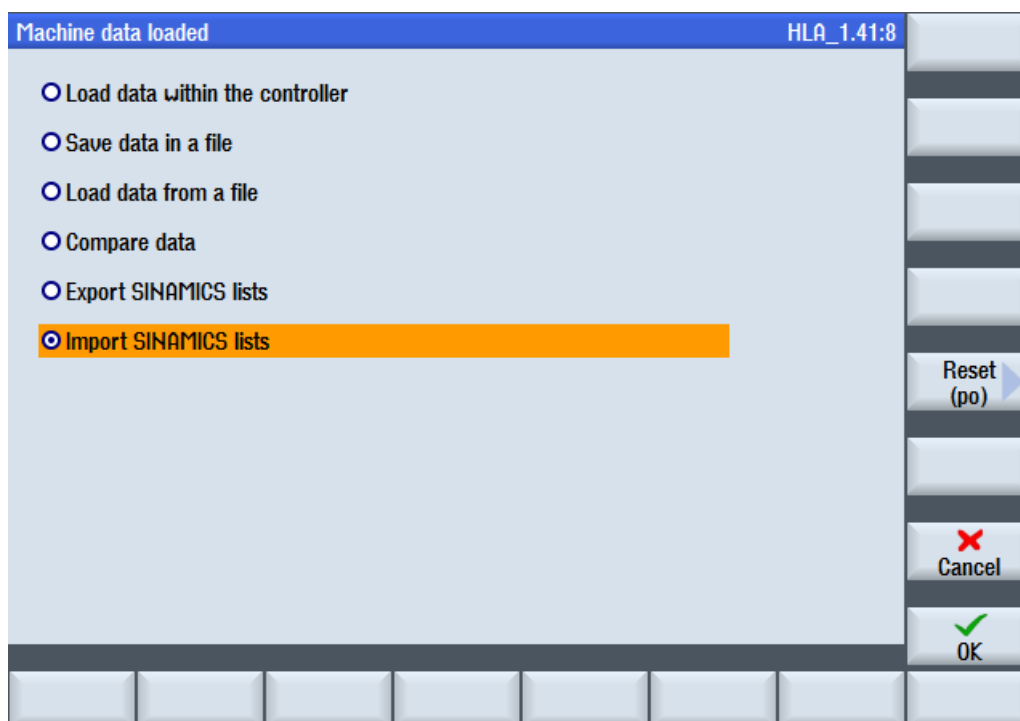 Machine data loaded HLA_1.41:8
Load data within the controller
Save data in a file
Load data from a file
Compare data
Export SINAMICS lists
Import SINAMICS lists
Reset
(po)
Cancel
OK